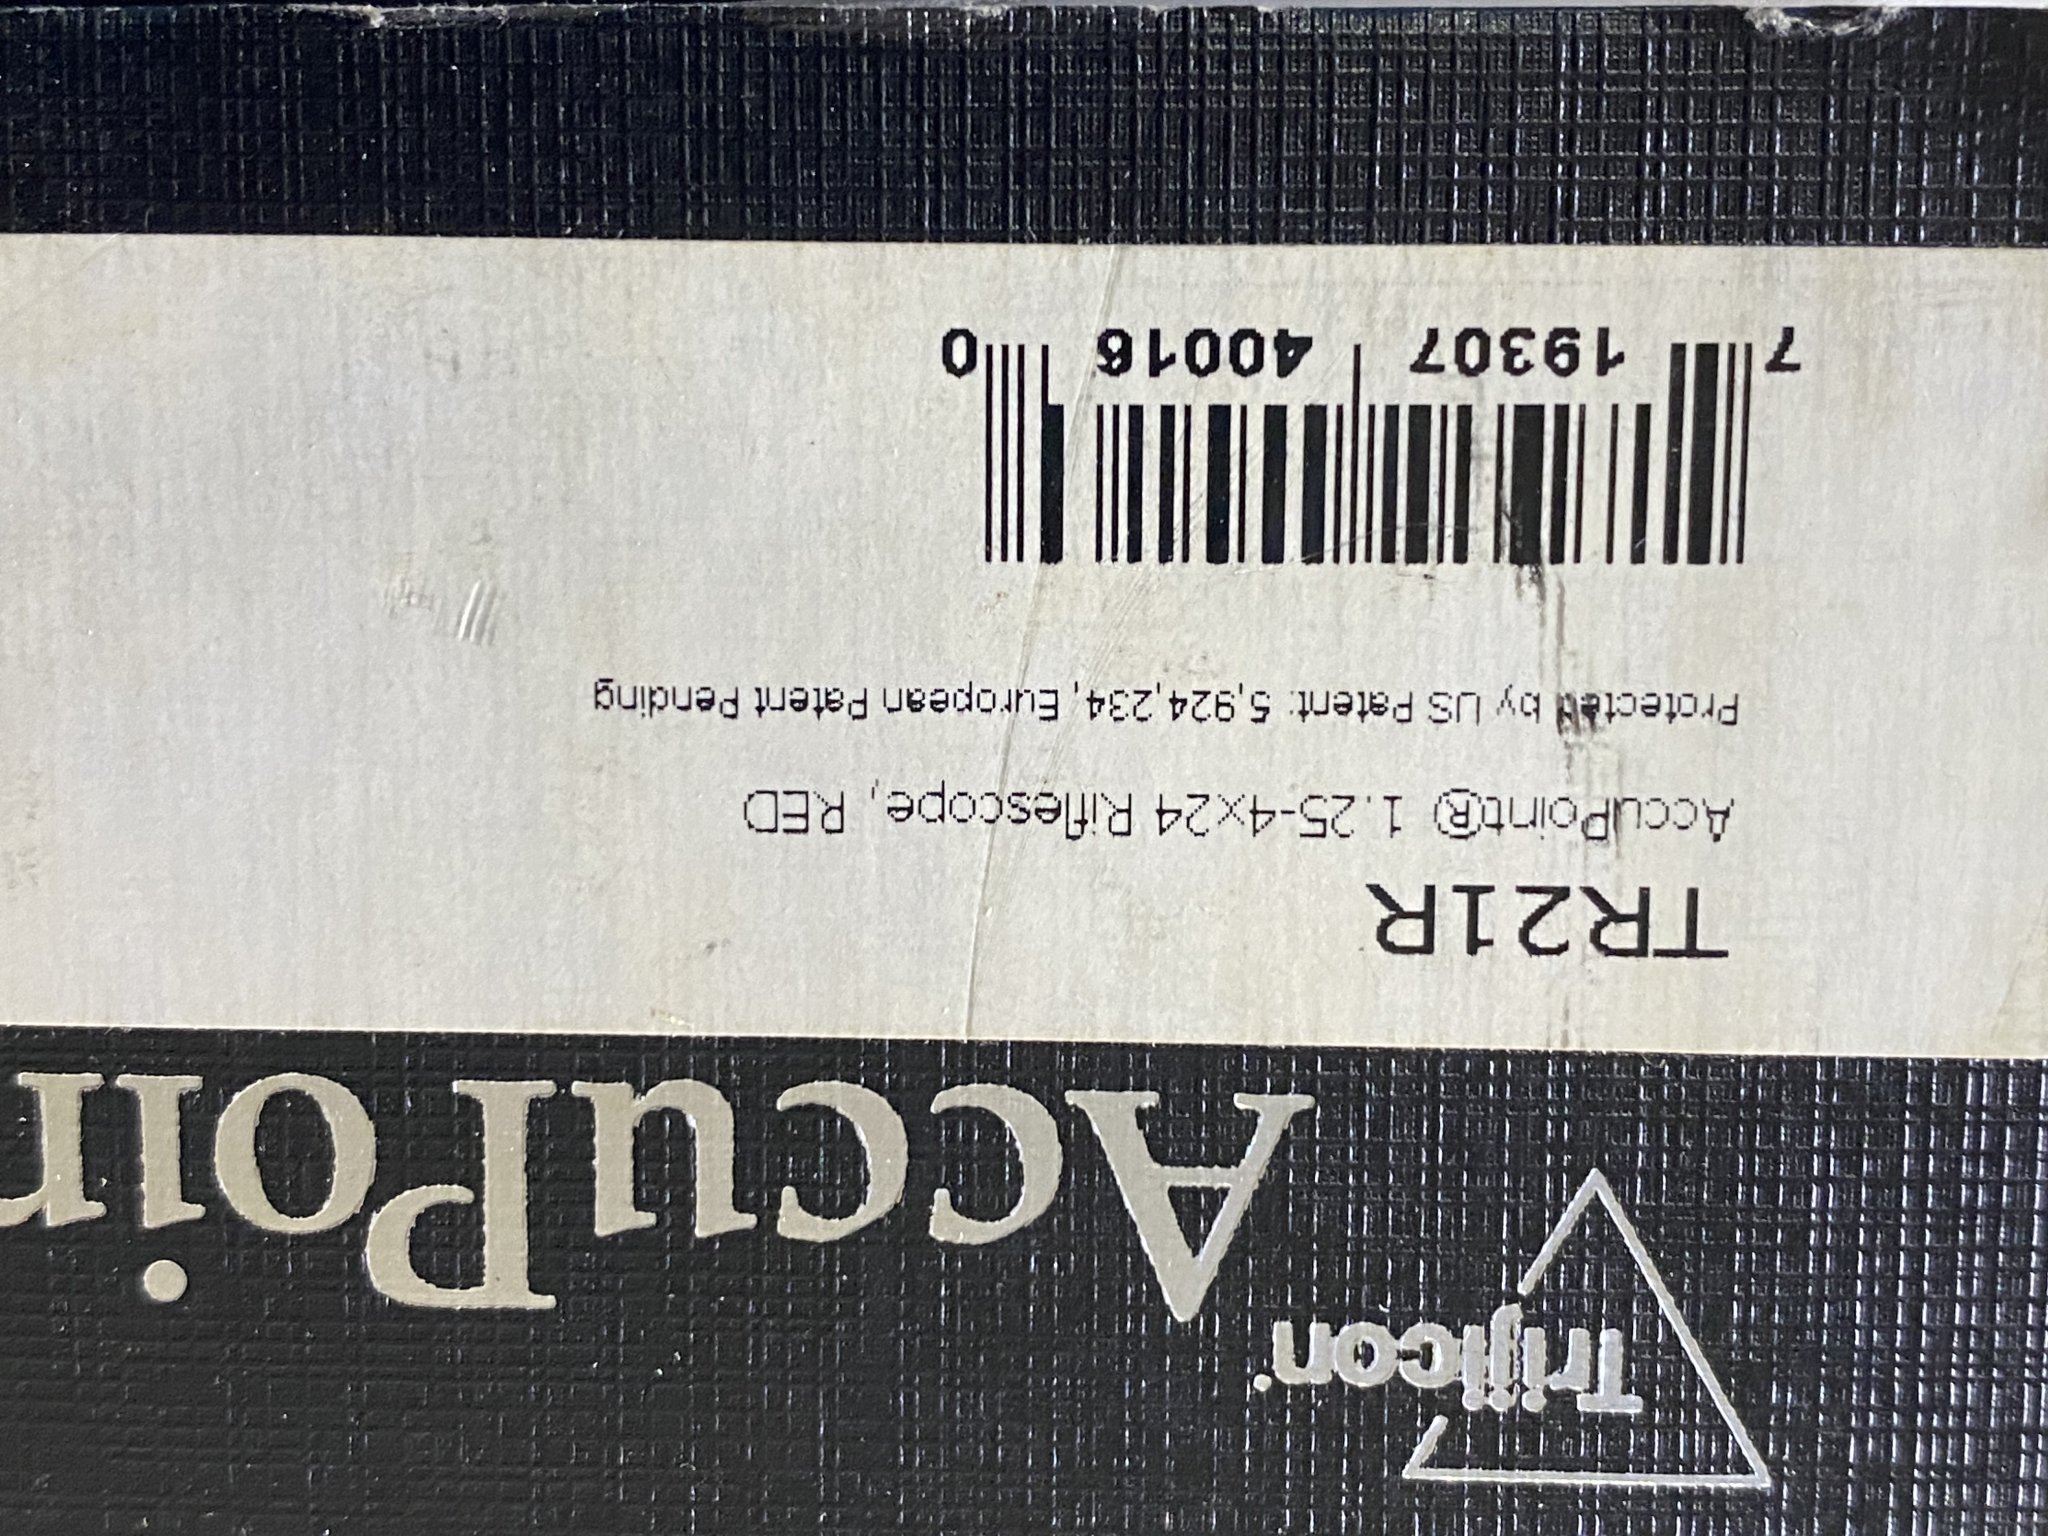 Trijicon®
AccuPoin
TR21R
AccuPoint® 1.25-4x24 Riflescope, RED
Protected by US Patent: 5,924,234, European Patent Pending
7 19307 40016 0